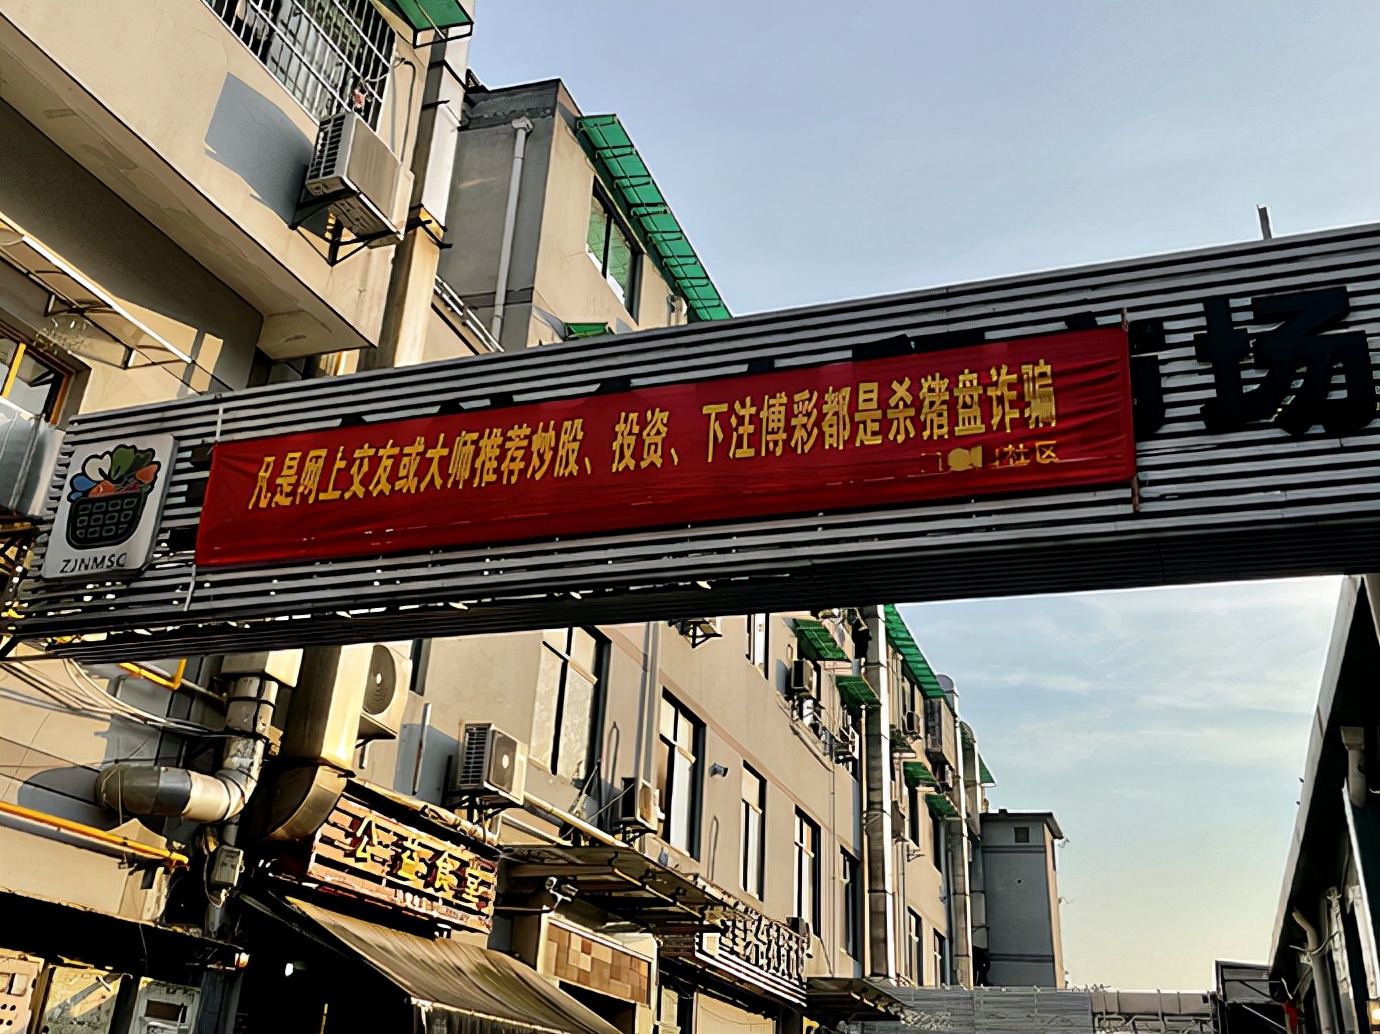 凡是网上交友或大师推荐炒股、投资、下注博彩都是杀猪盘诈骗
社区
场
ZJNMSC